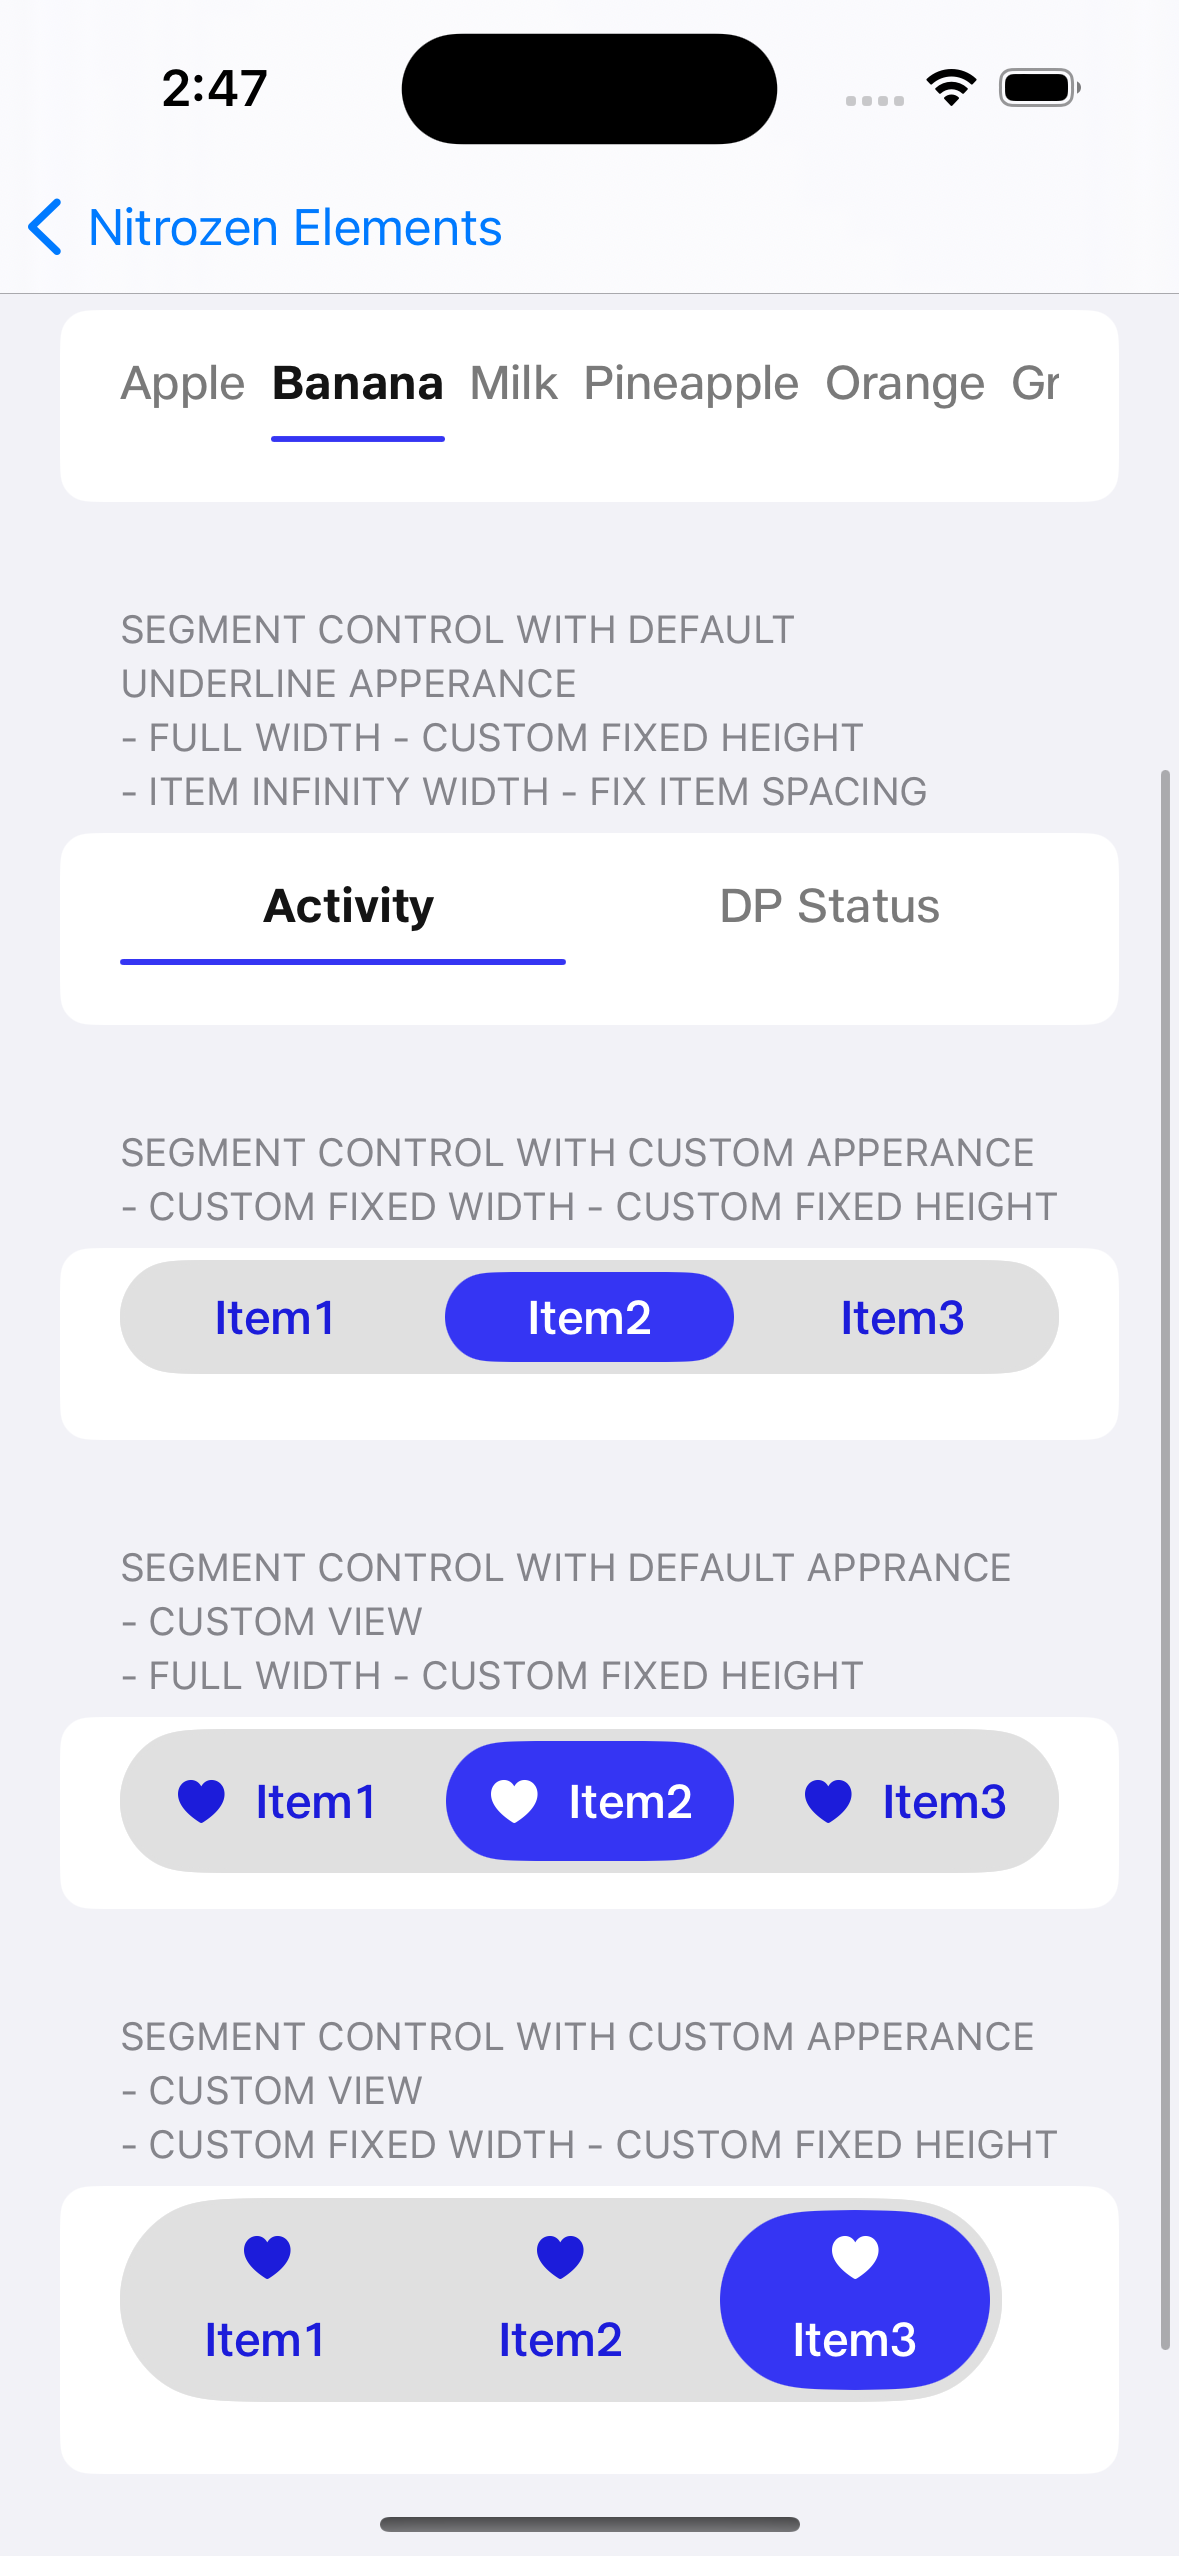 2:47
Nitrozen Elements
Apple Banana Milk Pineapple Orange Gr
SEGMENT CONTROL WITH DEFAULT
UNDERLINE APPERANCE
- FULL WIDTH - CUSTOM FIXED HEIGHT
- ITEM INFINITY WIDTH - FIX ITEM SPACING
Activity DP Status
SEGMENT CONTROL WITH CUSTOM APPERANCE
- CUSTOM FIXED WIDTH - CUSTOM FIXED HEIGHT
Item1 Item2 Item3
SEGMENT CONTROL WITH DEFAULT APPRANCE
- CUSTOM VIEW
- FULL WIDTH - CUSTOM FIXED HEIGHT
Item1 Item2 Item3
SEGMENT CONTROL WITH CUSTOM APPERANCE
- CUSTOM VIEW
- CUSTOM FIXED WIDTH - CUSTOM FIXED HEIGHT
Item1 Item2 Item3